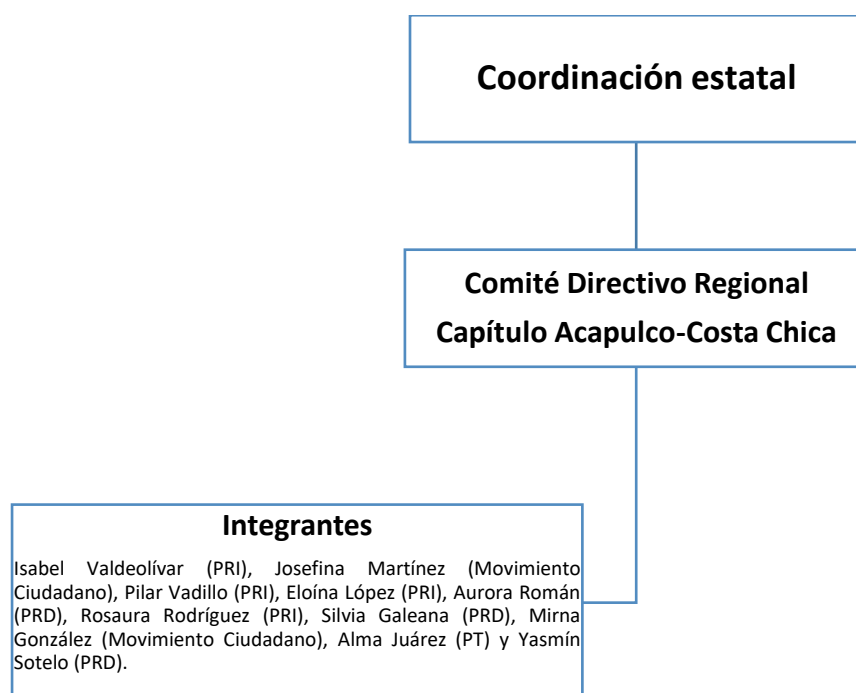 Coordinación estatal
Comité Directivo Regional
Capítulo Acapulco-Costa Chica
Integrantes
Isabel Valdeolívar (PRI), Josefina Martínez (Movimiento
Ciudadano), Pilar Vadillo (PRI), Eloína López (PRI), Aurora Román
(PRD), Rosaura Rodríguez (PRI), Silvia Galeana (PRD), Mirna
González (Movimiento Ciudadano), Alma Juárez (PT) y Yasmín
Sotelo (PRD).